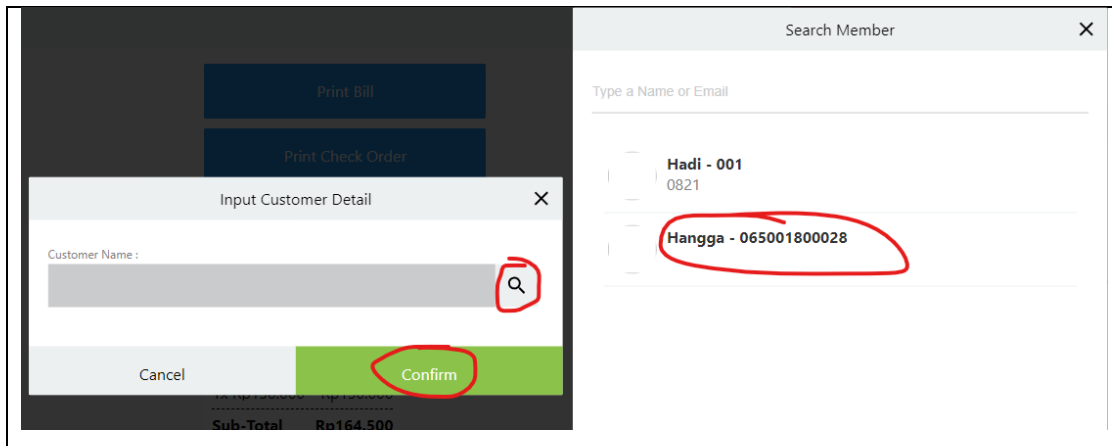 Print Bill
Print Check Order
Input Customer Detail
Customer Name :
Cancel
Confirm
Sub-Total Rp164.500
Search Member
Type a Name or Email
Hadi - 001
0821
Hangga - 065001800028